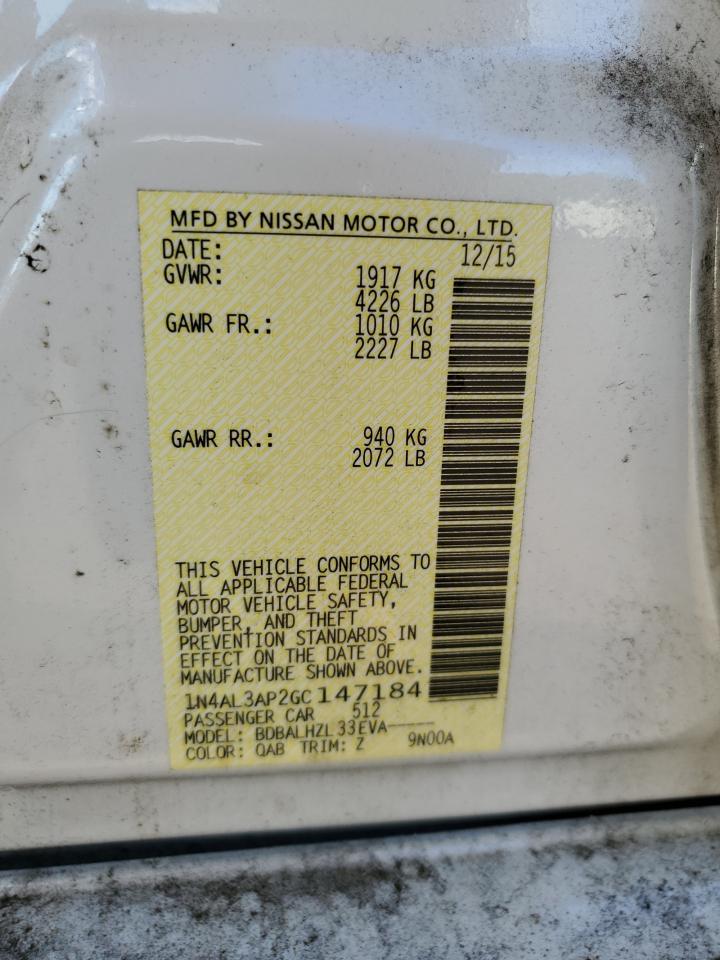 MFD BY NISSAN MOTOR CO., LTD.
DATE: 12/15
GVWR: 1917 KG
4226 LB
GAWR FR.: 1010 KG
2227 LB
GAWR RR.: 940 KG
2072 LB
THIS VEHICLE CONFORMS TO
ALL APPLICABLE FEDERAL
MOTOR VEHICLE SAFETY,
BUMPER, AND THEFT
PREVENTION STANDARDS IN
EFFECT ON THE DATE OF
MANUFACTURE SHOWN ABOVE.
1N4AL3AP2GC147184
PASSENGER CAR 512
MODEL: BDBALHZL33EVA-----
COLOR: QAB TRIM: Z 9N00A